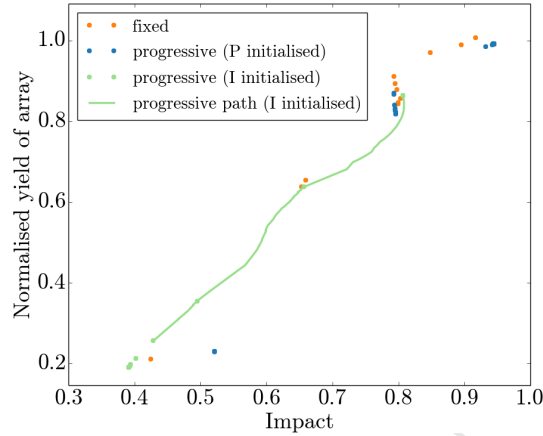 fixed
progressive (P initialised)
progressive (I initialised)
progressive path (I initialised)
Normalised yield of array
1.0
0.8
0.6
0.4
0.2
0.3 0.4 0.5 0.6 0.7 0.8 0.9 1.0
Impact